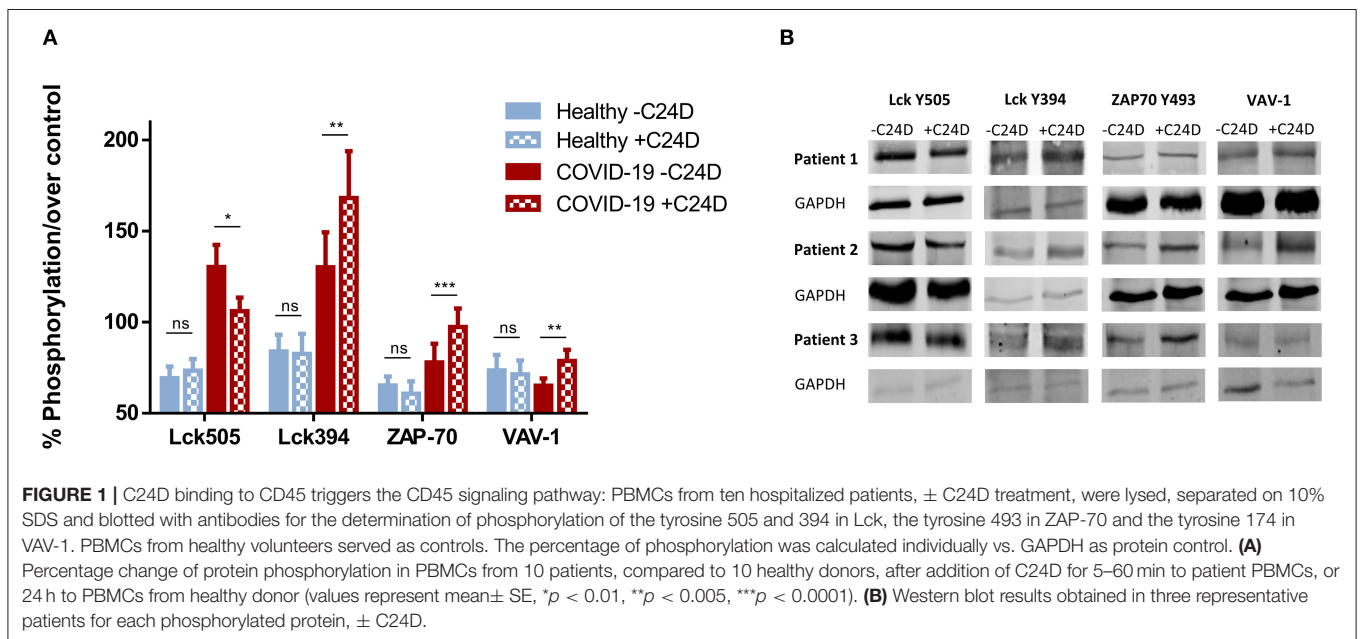 A
% Phosphorylation/over control
200
150
100
50
ns
*
ns
**
ns
***
ns
**
Lck505 Lck394 ZAP-70 VAV-1
Healthy -C24D
Healthy +C24D
COVID-19 -C24D
COVID-19 +C24D
B
Lck Y505 Lck Y394 ZAP70 Y493 VAV-1
-C24D +C24D -C24D +C24D -C24D +C24D -C24D +C24D
Patient 1
GAPDH
Patient 2
GAPDH
Patient 3
GAPDH
FIGURE 1 | C24D binding to CD45 triggers the CD45 signaling pathway: PBMCs from ten hospitalized patients, ± C24D treatment, were lysed, separated on 10%
SDS and blotted with antibodies for the determination of phosphorylation of the tyrosine 505 and 394 in Lck, the tyrosine 493 in ZAP-70 and the tyrosine 174 in
VAV-1. PBMCs from healthy volunteers served as controls. The percentage of phosphorylation was calculated individually vs. GAPDH as protein control. (A)
Percentage change of protein phosphorylation in PBMCs from 10 patients, compared to 10 healthy donors, after addition of C24D for 5–60 min to patient PBMCs, or
24 h to PBMCs from healthy donor (values represent mean± SE, *p < 0.01, **p < 0.005, ***p < 0.0001). (B) Western blot results obtained in three representative
patients for each phosphorylated protein, ± C24D.